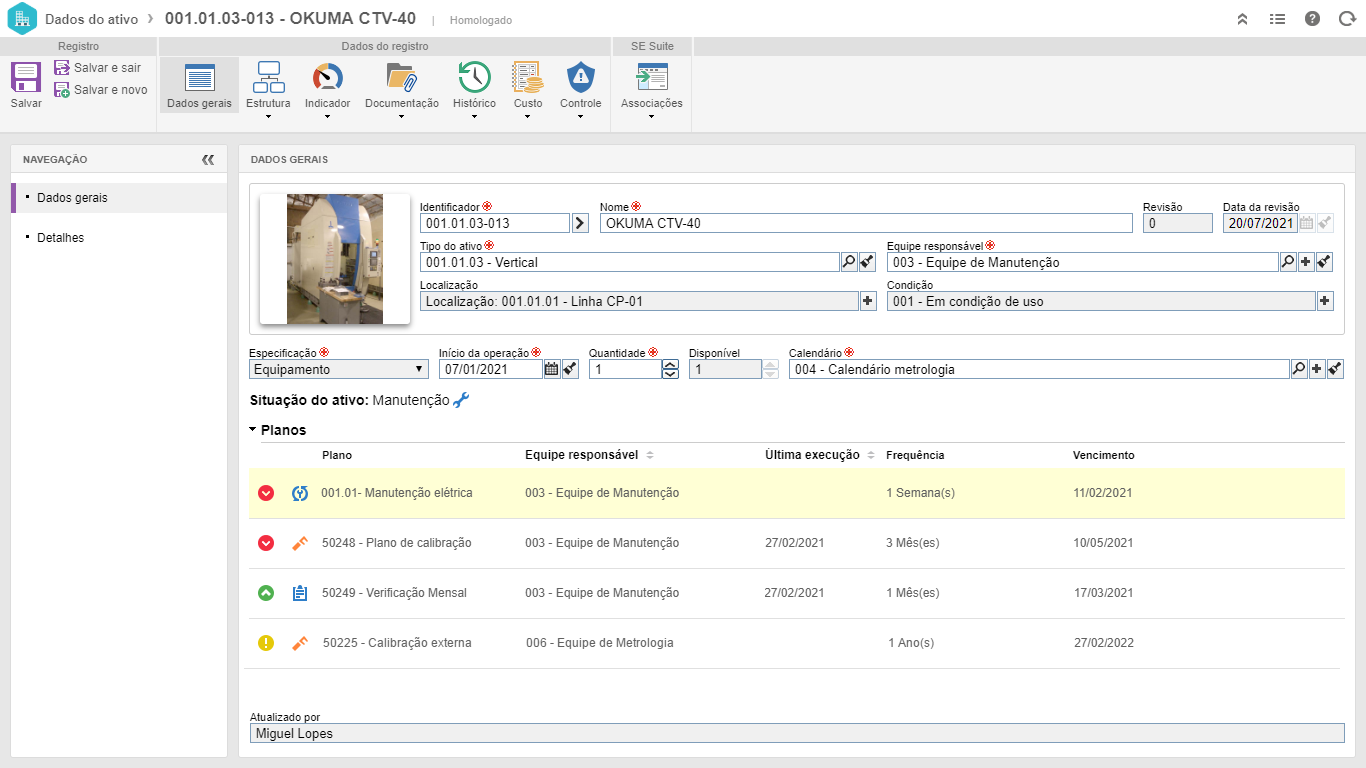 Dados do ativo › 001.01.03-013 - OKUMA CTV-40 | Homologado
Registro Dados do registro SE Suite
Salvar
Salvar e sair
Salvar e novo
Dados gerais Estrutura Indicador Documentação Histórico Custo Controle Associações
NAVEGAÇÃO
Dados gerais
Detalhes
DADOS GERAIS
Identificador Nome Revisão Data da revisão
001.01.03-013 OKUMA CTV-40 0 20/07/2021
Tipo do ativo Equipe responsável
001.01.03 - Vertical 003 - Equipe de Manutenção
Localização Condição
Localização: 001.01.01 - Linha CP-01 001 - Em condição de uso
Especificação Início da operação Quantidade Disponível Calendário
Equipamento 07/01/2021 1 1 004 - Calendário metrologia
Situação do ativo: Manutenção
Planos
Plano Equipe responsável Última execução Frequência Vencimento
001.01- Manutenção elétrica 003 - Equipe de Manutenção 1 Semana(s) 11/02/2021
50248 - Plano de calibração 003 - Equipe de Manutenção 27/02/2021 3 Mês(es) 10/05/2021
50249 - Verificação Mensal 003 - Equipe de Manutenção 27/02/2021 1 Mês(es) 17/03/2021
50225 - Calibração externa 006 - Equipe de Metrologia 1 Ano(s) 27/02/2022
Atualizado por
Miguel Lopes